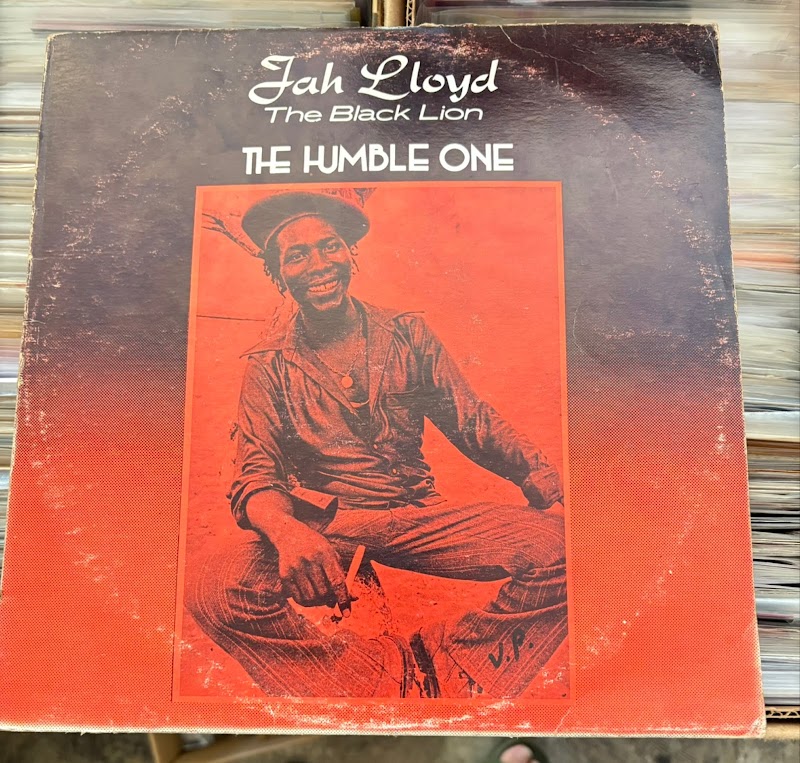 Jah Lloyd
The Black Lion
THE HUMBLE ONE
V.P.